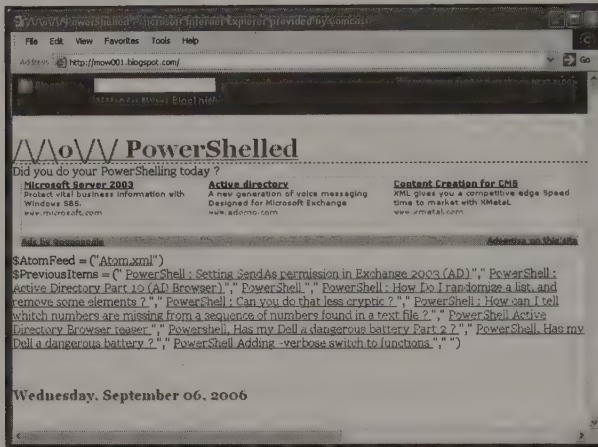 /\/\o\/\/ PowerShelled - Microsoft Internet Explorer provided by Comcast
File Edit View Favorites Tools Help
Address http://mow001.blogspot.com/ Go
/\/\o\/\/ PowerShelled
Did you do your PowerShelling today ?
Microsoft Server 2003
Protect vital business information with
Windows SBS.
www.microsoft.com
Active directory
A new generation of voice messaging
Designed for Microsoft Exchange
www.adomo.com
Content Creation for CMS
XML gives you a competitive edge Speed
time to market with XMetaL
www.xmetal.com
Ads by Goooooogle Advertise on this site
$AtomFeed = ("Atom.xml")
$PreviousItems = (" PowerShell : Setting SendAs permission in Exchange 2003 (AD) "," PowerShell :
Active Directory Part 10 (AD Browser) "," PowerShell "," PowerShell : How Do I randomize a list, and
remove some elements ? "," PowerShell : Can you do that less cryptic ? "," PowerShell : How can I tell
which numbers are missing from a sequence of numbers found in a text file ? "," PowerShell Active
Directory Browser teaser "," Powershell, Has my Dell a dangerous battery Part 2 ? "," PowerShell, Has my
Dell a dangerous battery ? "," PowerShell Adding -verbose switch to functions "," ")
Wednesday, September 06, 2006